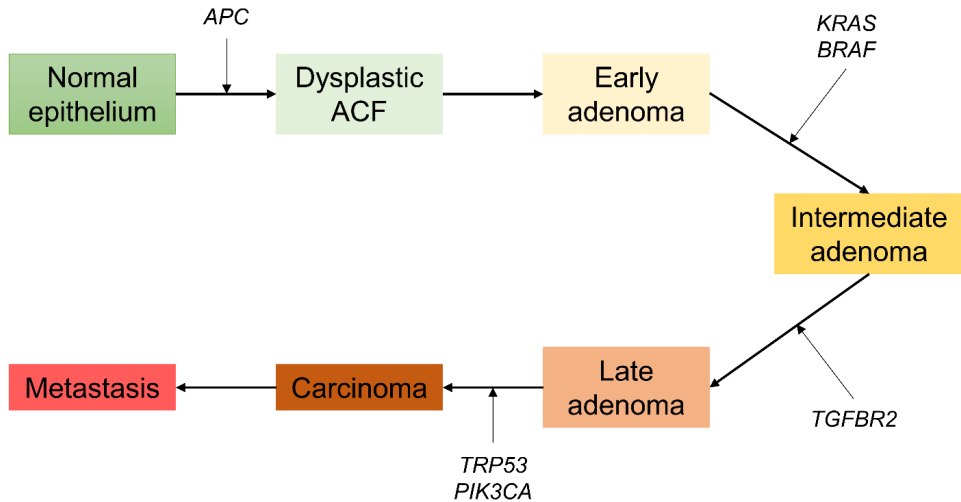 APC
KRAS
BRAF
Normal
epithelium
Dysplastic
ACF
Early
adenoma
Intermediate
adenoma
Metastasis
Carcinoma
Late
adenoma
TGFBR2
TRP53
PIK3CA